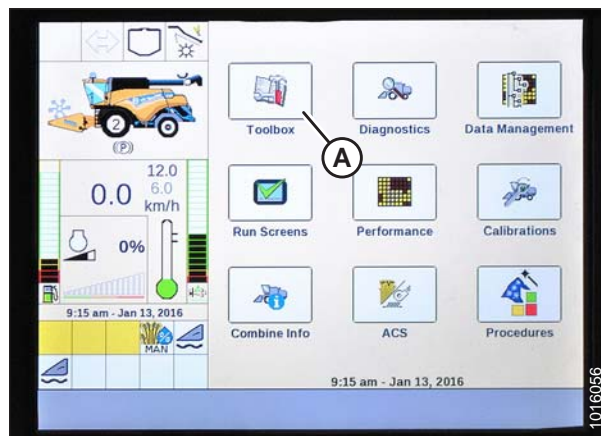 Toolbox
Diagnostics
Data Management
A
2
(P)
12.0
0.0
6.0
km/h
Run Screens
Performance
Calibrations
0%
E
F
9:15 am - Jan 13, 2016
MAN
Combine Info
ACS
Procedures
9:15 am - Jan 13, 2016
1016056